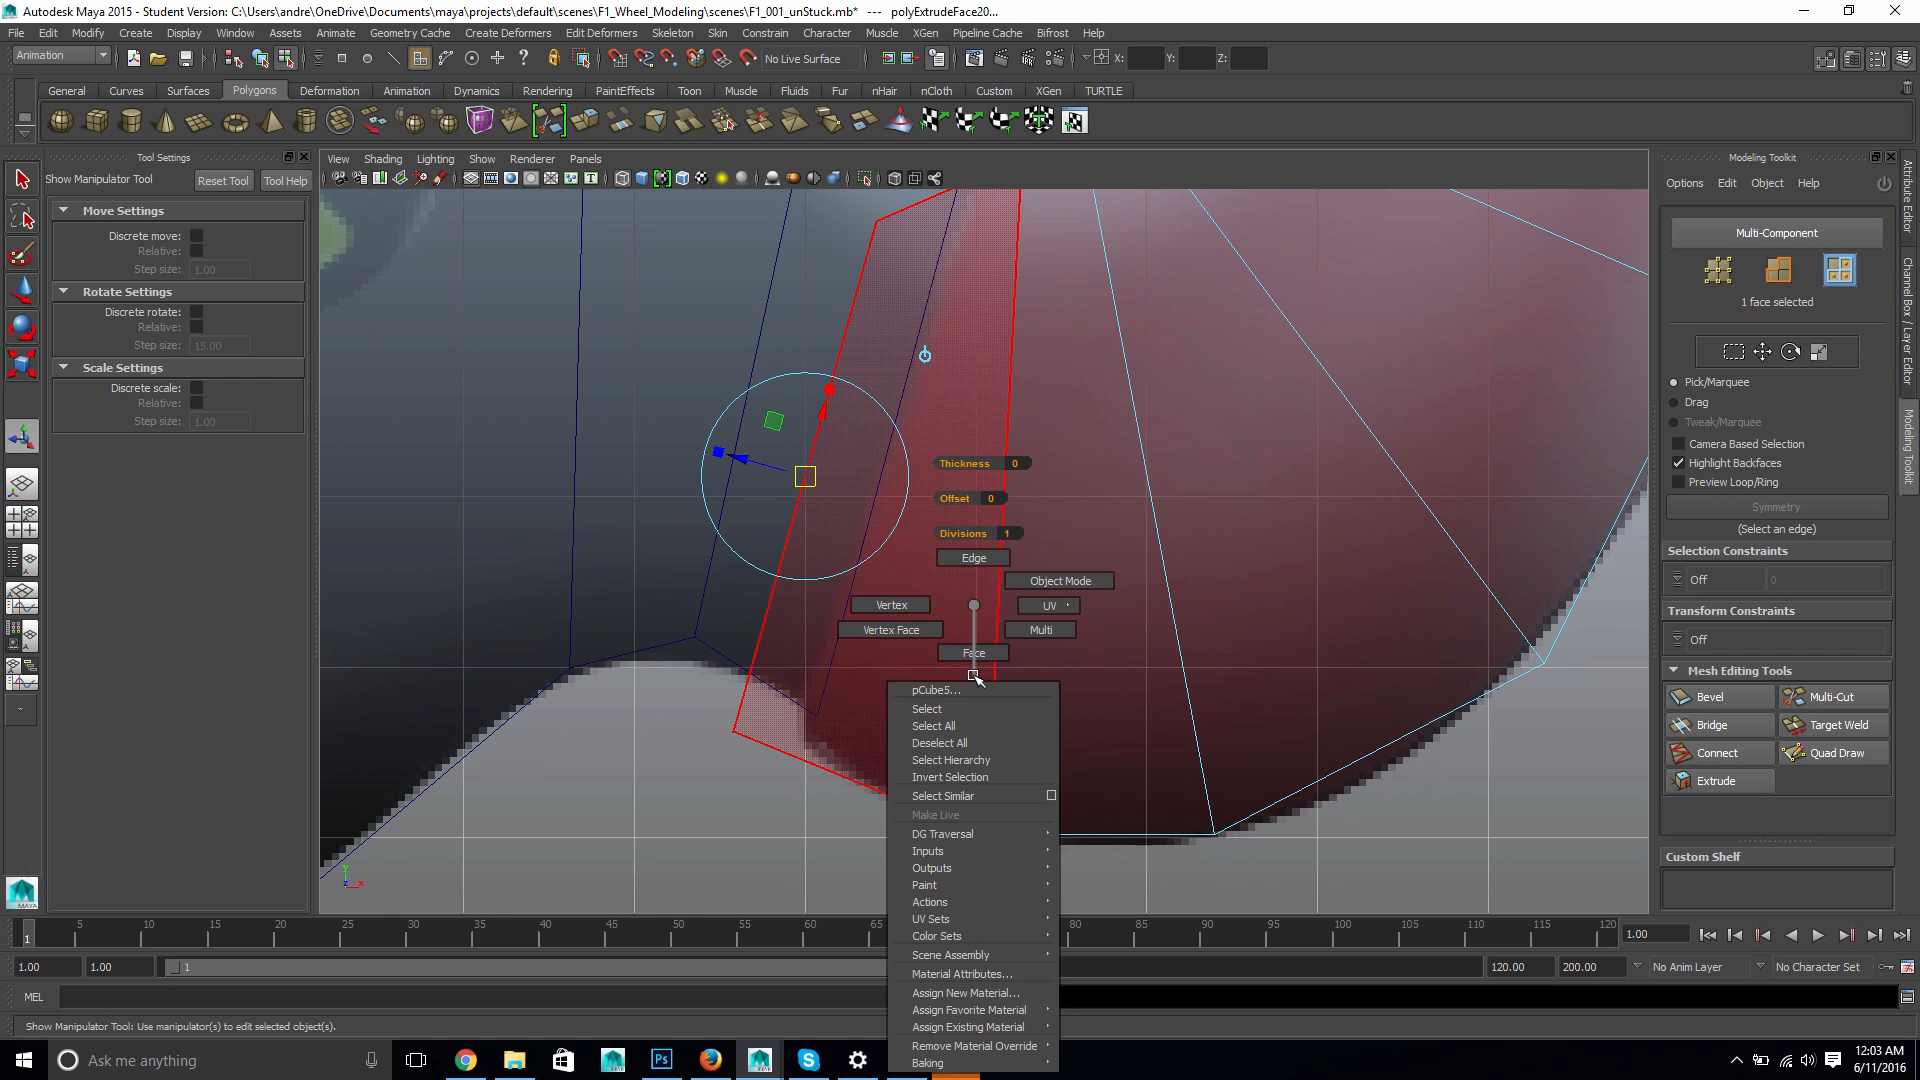 Autodesk Maya 2015 - Student Version: C:\Users\andre\OneDrive\Documents\maya\projects\default\scenes\F1_Wheel_Modeling\scenes\F1_001_unStuck.mb* --- polyExtrudeFace20...
File Edit Modify Create Display Window Assets Animate Geometry Cache Create Deformers Edit Deformers Skeleton Skin Constrain Character Muscle XGen Pipeline Cache Bifrost Help
Animation No Live Surface X: Y: Z:
General Curves Surfaces Polygons Deformation Animation Dynamics Rendering PaintEffects Toon Muscle Fluids Fur nHair nCloth Custom XGen TURTLE
Tool Settings
Show Manipulator Tool Reset Tool Tool Help
Move Settings
Discrete move:
Relative:
Step size: 1.00
Rotate Settings
Discrete rotate:
Relative:
Step size: 15.00
Scale Settings
Discrete scale:
Relative:
Step size: 1.00
View Shading Lighting Show Renderer Panels
Thickness 0
Offset 0
Divisions 1
Edge
Object Mode
Vertex
UV
Vertex Face
Multi
Face
pCube5...
Select
Select All
Deselect All
Select Hierarchy
Invert Selection
Select Similar
Make Live
DG Traversal
Inputs
Outputs
Paint
Actions
UV Sets
Color Sets
Scene Assembly
Material Attributes...
Assign New Material...
Assign Favorite Material
Assign Existing Material
Remove Material Override
Baking
Modeling Toolkit
Options Edit Object Help
Multi-Component
1 face selected
Pick/Marquee
Drag
Tweak/Marquee
Camera Based Selection
Highlight Backfaces
Preview Loop/Ring
Symmetry
(Select an edge)
Selection Constraints
Off 0
Transform Constraints
Off
Mesh Editing Tools
Bevel Multi-Cut
Bridge Target Weld
Connect Quad Draw
Extrude
Custom Shelf
Attribute Editor
Channel Box / Layer Editor
Modeling Toolkit
y
z x
1 5 10 15 20 25 30 35 40 45 50 55 60 65 80 85 90 95 100 105 110 115 120
1.00
1.00 1.00 1 120.00 200.00 No Anim Layer No Character Set
MEL
Show Manipulator Tool: Use manipulator(s) to edit selected object(s).
MAYA
Ask me anything
Ps
12:03 AM
6/11/2016